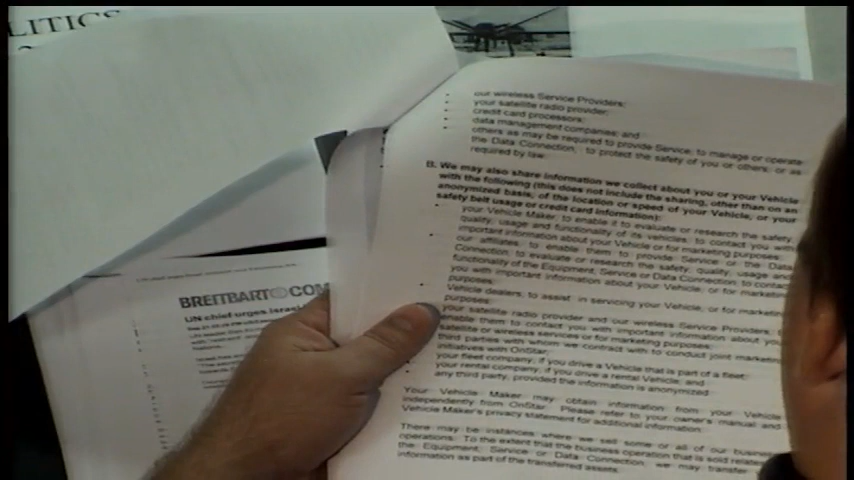 LITICS
our wireless Service Providers;
your satellite radio provider;
credit card processors;
data management companies; and
others as may be required to provide Service; to manage or operate
the Data Connection; to protect the safety of you or others; or as
required by law.
B. We may also share information we collect about you or your Vehicle
with the following (this does not include the sharing, other than on an
anonymized basis, of the location or speed of your Vehicle, or your
safety belt usage or credit card information):
your Vehicle Maker, to enable it to evaluate or research the safety,
quality, usage and functionality of its vehicles; to contact you with
important information about your Vehicle or for marketing purposes;
our affiliates; to enable them to provide Service or the Data
Connection; to evaluate or research the safety, quality, usage and
functionality of the Equipment, Service or Data Connection; to contact
you with important information about your Vehicle; or for marketing
purposes;
Vehicle dealers, to assist in servicing your Vehicle; or for marketing
purposes;
your satellite radio provider and our wireless Service Providers;
enable them to contact you with important information about you
satellite or wireless services or for marketing purposes;
third parties with whom we contract to conduct joint marketing
initiatives with OnStar;
your fleet company, if you drive a Vehicle that is part of a fleet;
your rental company, if you drive a rental Vehicle; and
any third party, provided the information is anonymized
BREITBART COM
UN chief urges Israel
Your Vehicle Maker may obtain information from your Vehicle
independently from OnStar. Please refer to your owner's manual and
Vehicle Maker's privacy statement for additional information.
There may be instances where we sell some or all of our business
operations. To the extent that the business operation that is sold relates
the Equipment, Service or Data Connection, we may transfer
information as part of the transferred assets.